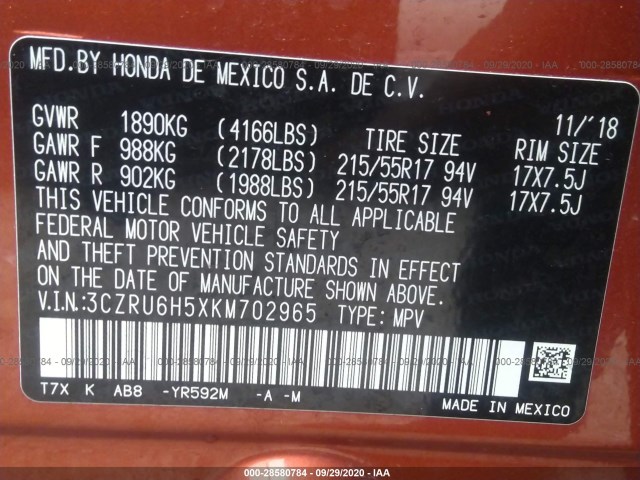 MFD.BY HONDA DE MEXICO S.A. DE C.V.
11/'18
GVWR 1890KG (4166LBS) TIRE SIZE RIM SIZE
GAWR F 988KG (2178LBS) 215/55R17 94V 17X7.5J
GAWR R 902KG (1988LBS) 215/55R17 94V 17X7.5J
THIS VEHICLE CONFORMS TO ALL APPLICABLE
FEDERAL MOTOR VEHICLE SAFETY
AND THEFT PREVENTION STANDARDS IN EFFECT
ON THE DATE OF MANUFACTURE SHOWN ABOVE.
V.I.N:3CZRU6H5XKM702965 TYPE: MPV
T7X K AB8 -YR592M -A -M
MADE IN MEXICO
000-28580784 - 09/29/2020 - IAA